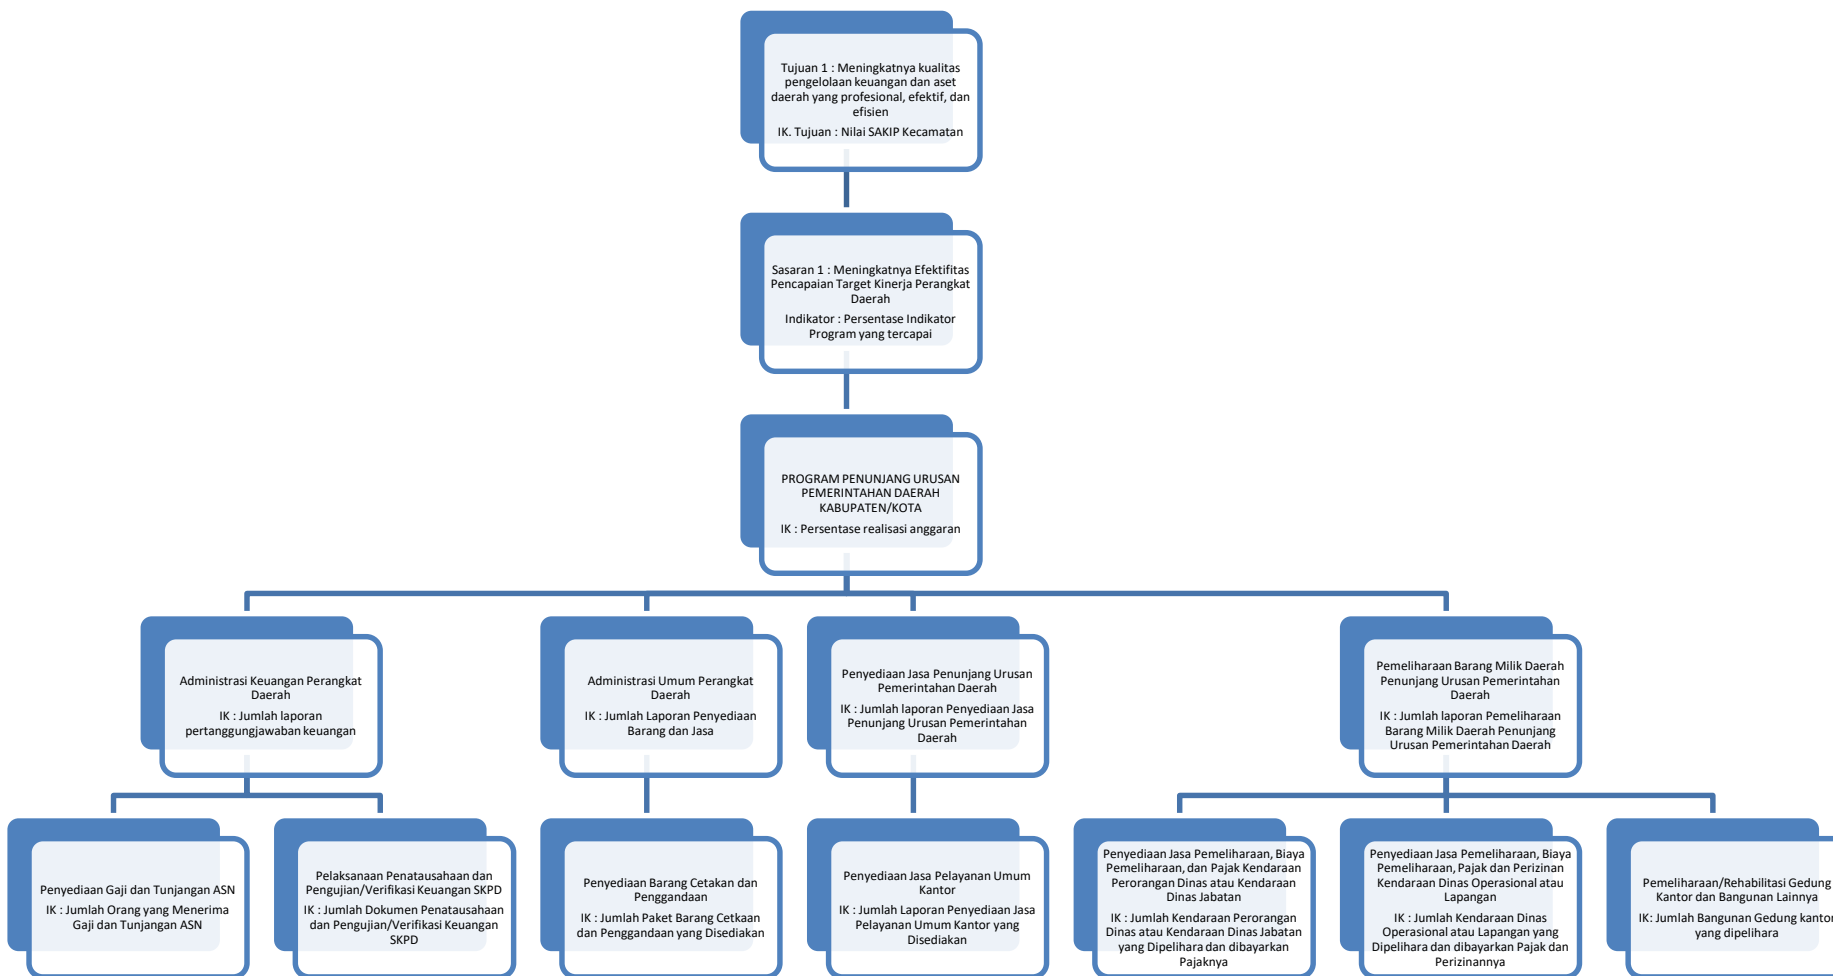 Tujuan 1 : Meningkatnya kualitas
pengelolaan keuangan dan aset
daerah yang profesional, efektif, dan
efisien
IK. Tujuan : Nilai SAKIP Kecamatan
Sasaran 1 : Meningkatnya Efektifitas
Pencapaian Target Kinerja Perangkat
Daerah
Indikator : Persentase Indikator
Program yang tercapai
PROGRAM PENUNJANG URUSAN
PEMERINTAHAN DAERAH
KABUPATEN/KOTA
IK : Persentase realisasi anggaran
Administrasi Keuangan Perangkat
Daerah
IK : Jumlah laporan
pertanggungjawaban keuangan
Administrasi Umum Perangkat
Daerah
IK : Jumlah Laporan Penyediaan
Barang dan Jasa
Penyediaan Jasa Penunjang Urusan
Pemerintahan Daerah
IK : Jumlah laporan Penyediaan Jasa
Penunjang Urusan Pemerintahan
Daerah
Pemeliharaan Barang Milik Daerah
Penunjang Urusan Pemerintahan
Daerah
IK : Jumlah laporan Pemeliharaan
Barang Milik Daerah Penunjang
Urusan Pemerintahan Daerah
Penyediaan Gaji dan Tunjangan ASN
IK : Jumlah Orang yang Menerima
Gaji dan Tunjangan ASN
Pelaksanaan Penatausahaan dan
Pengujian/Verifikasi Keuangan SKPD
IK : Jumlah Dokumen Penatausahaan
dan Pengujian/Verifikasi Keuangan
SKPD
Penyediaan Barang Cetakan dan
Penggandaan
IK : Jumlah Paket Barang Cetkaan
dan Penggandaan yang Disediakan
Penyediaan Jasa Pelayanan Umum
Kantor
IK : Jumlah Laporan Penyediaan Jasa
Pelayanan Umum Kantor yang
Disediakan
Penyediaan Jasa Pemeliharaan, Biaya
Pemeliharaan, dan Pajak Kendaraan
Perorangan Dinas atau Kendaraan
Dinas Jabatan
IK : Jumlah Kendaraan Perorangan
Dinas atau Kendaraan Dinas Jabatan
yang Dipelihara dan dibayarkan
Pajaknya
Penyediaan Jasa Pemeliharaan, Biaya
Pemeliharaan, Pajak dan Perizinan
Kendaraan Dinas Operasional atau
Lapangan
IK : Jumlah Kendaraan Dinas
Operasional atau Lapangan yang
Dipelihara dan dibayarkan Pajak dan
Perizinannya
Pemeliharaan/Rehabilitasi Gedung
Kantor dan Bangunan Lainnya
IK: Jumlah Bangunan Gedung kantor
yang dipelihara